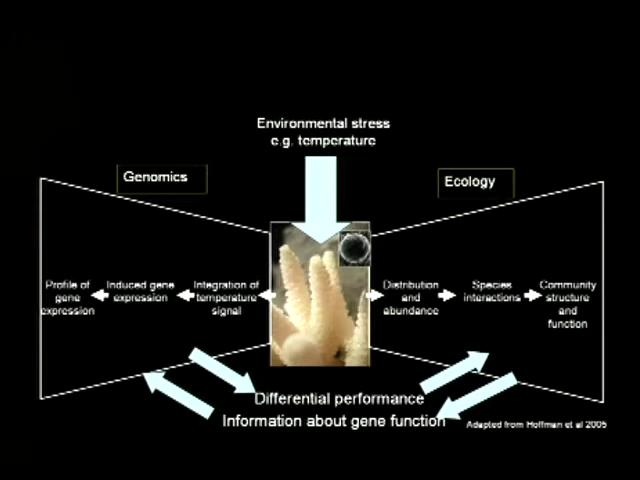 Environmental stress
e.g. temperature
Genomics
Ecology
Profile of
gene
expression
Induced gene
expression
Integration of
temperature
signal
Distribution
and
abundance
Species
interactions
Community
structure
and
function
Differential performance
Information about gene function
Adapted from Hoffman et al 2005